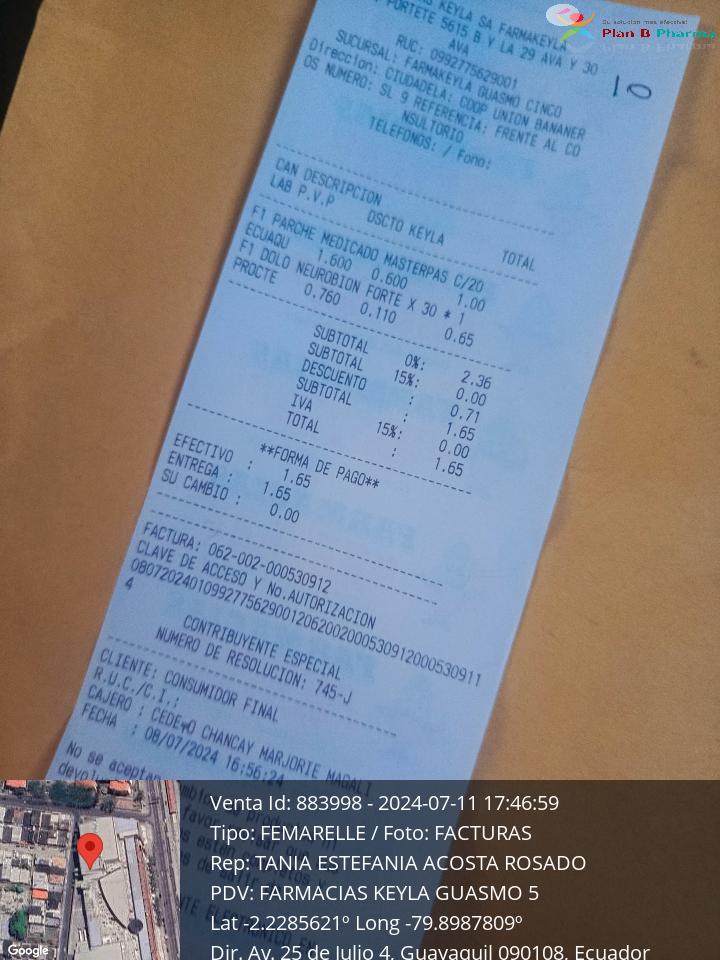 Su solución más efectiva!
Plan B Pharma
10
KEYLA SA FARMAKEYLA
PORTETE 5615 B Y LA 29 AVA Y 30
AVA
RUC: 0992775629001
SUCURSAL: FARMAKEYLA GUASMO CINCO
Direccion: CIUDADELA: COOP UNION BANANER
OS NUMERO: SL 9 REFERENCIA: FRENTE AL CO
NSULTORIO
TELEFONOS: / Fono:
CAN DESCRIPCION
LAB P.V.P DSCTO KEYLA TOTAL
F1 PARCHE MEDICADO MASTERPAS C/20
ECUAQU 1.600 0.600 1.00
F1 DOLO NEUROBION FORTE X 30 * 1
PROCTE 0.760 0.110 0.65
SUBTOTAL 0%: 2.36
SUBTOTAL 15%: 0.00
DESCUENTO : 0.71
SUBTOTAL : 1.65
IVA 15%: 0.00
TOTAL : 1.65
**FORMA DE PAGO**
EFECTIVO : 1.65
ENTREGA : 1.65
SU CAMBIO : 0.00
FACTURA: 062-002-000530912
CLAVE DE ACCESO Y No.AUTORIZACION
080720240109927756290012062002000530912000530911
4
CONTRIBUYENTE ESPECIAL
NUMERO DE RESOLUCION: 745-J
CLIENTE: CONSUMIDOR FINAL
R.U.C./C.I.:
CAJERO : CEDEÑO CHANCAY MARJORIE MAGALI
FECHA : 08/07/2024 16:56:24
No se aceptan
Venta Id: 883998 - 2024-07-11 17:46:59
Tipo: FEMARELLE / Foto: FACTURAS
Rep: TANIA ESTEFANIA ACOSTA ROSADO
PDV: FARMACIAS KEYLA GUASMO 5
Lat -2.2285621º Long -79.8987809º
Dir. Av. 25 de Julio 4, Guayaquil 090108, Ecuador
Google